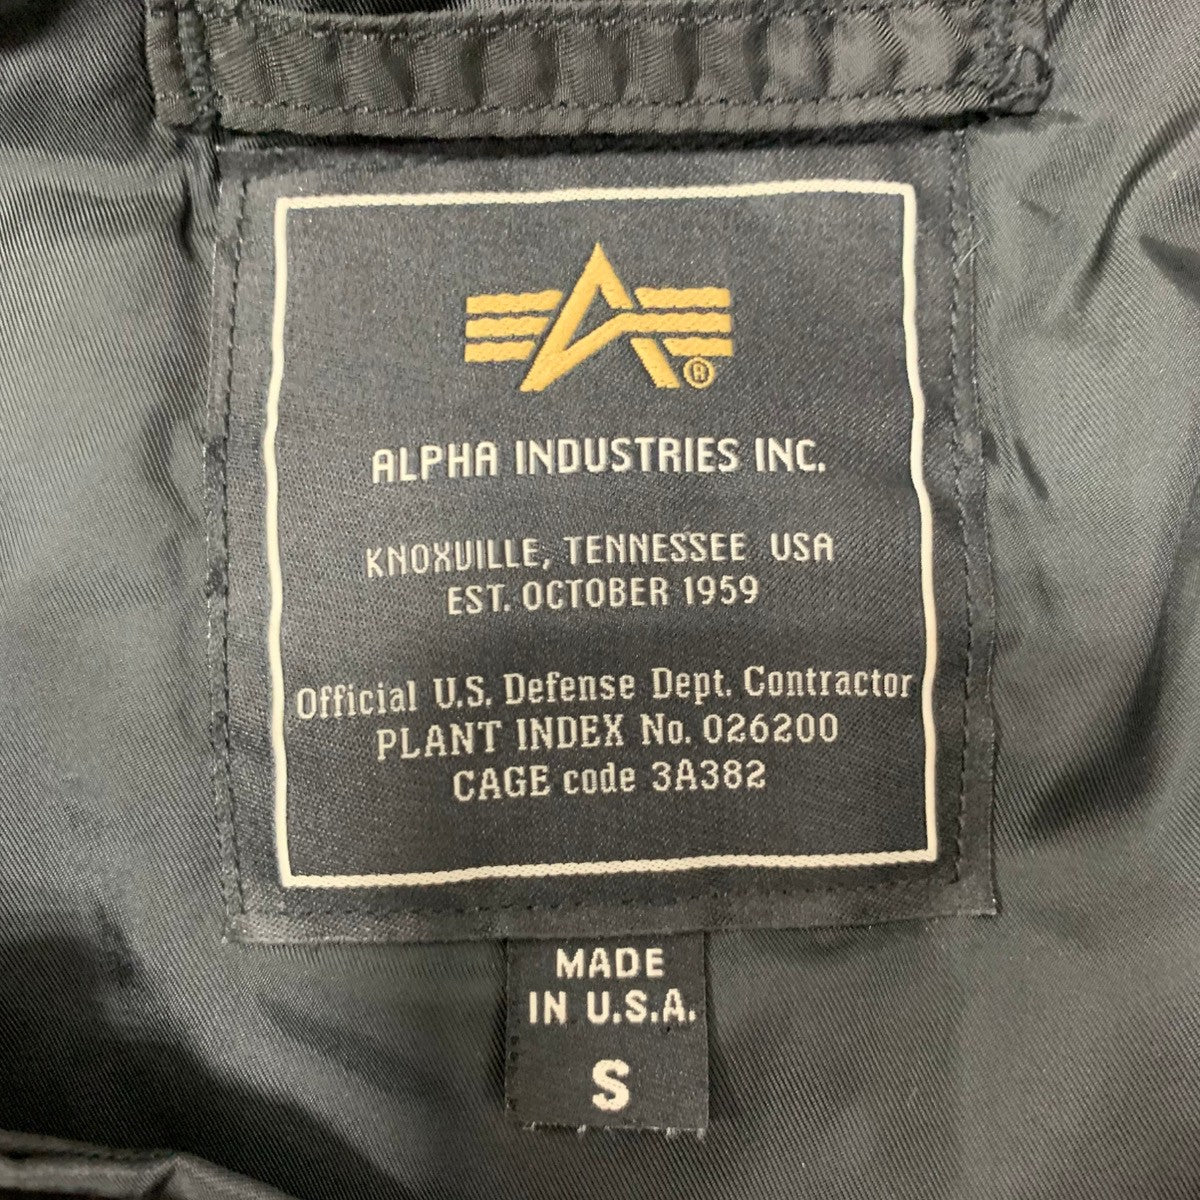 ®
ALPHA INDUSTRIES INC.
KNOXVILLE, TENNESSEE USA
EST. OCTOBER 1959
Official U.S. Defense Dept. Contractor
PLANT INDEX No. 026200
CAGE code 3A382
MADE
IN U.S.A.
S